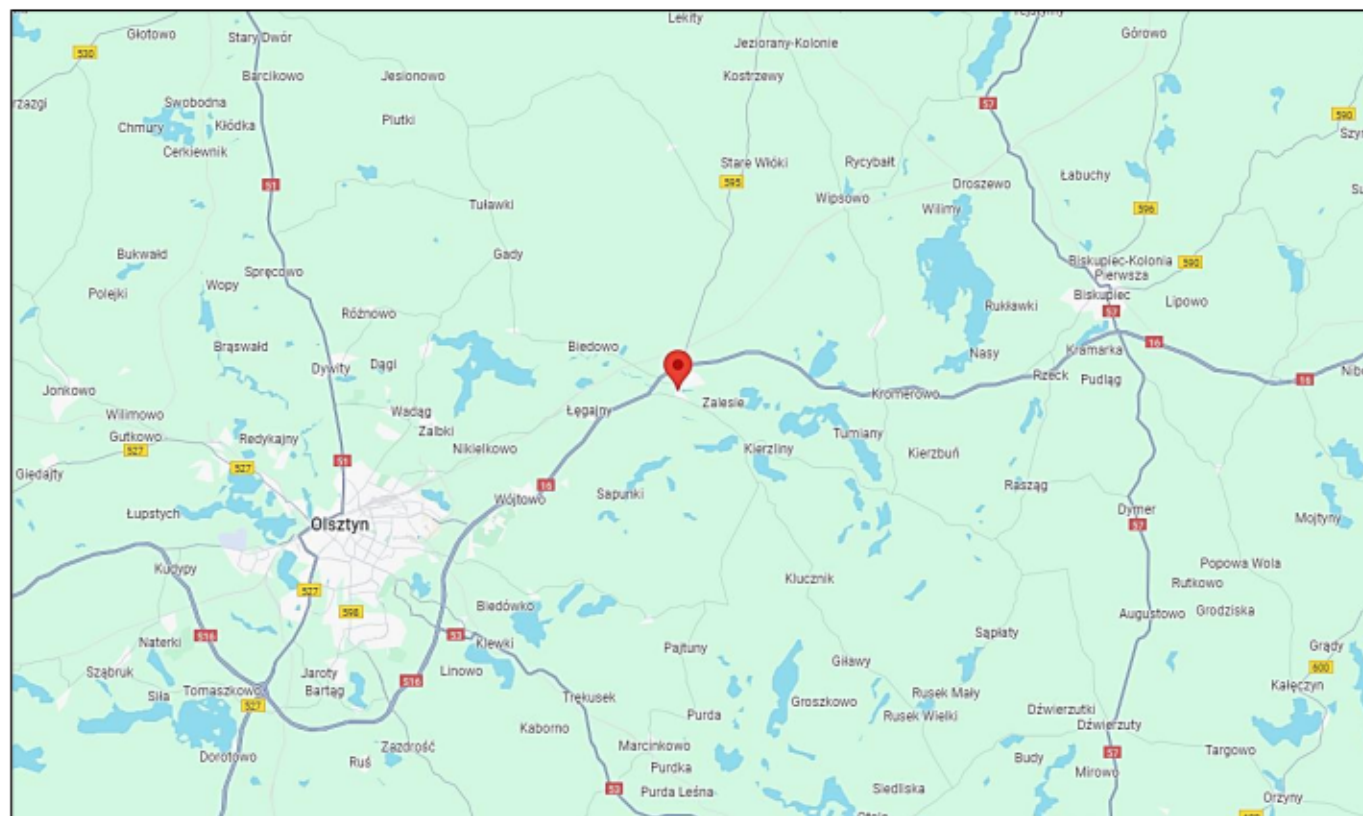 Lekity
Głotowo
Stary Dwór
Górowo
Jeziorany-Kolonie
530
Barcikowo
Jesionowo
Kostrzewy
rzazgi
Swobodna
57
Chmury
Kłódka
Plutki
590
Cerkiewnik
Stare Włóki
Rycybałt
51
595
Droszewo
Łabuchy
Tuławki
Wipsowo
Wilimy
596
Bukwałd
Gady
Spręcowo
Biskupiec-Kolonia
Pierwsza
590
Polejki
Wopy
Biskupiec
Lipowo
Różnowo
Rukławki
57
Brąswałd
Biedowo
16
Dywity
Dągi
Nasy
Kramarka
Jonkowo
Rzeck
Pudląg
16
Kromerowo
Zalesie
Wilimowo
Wadąg
Łęgajny
Gutkowo
Redykajny
Zalbki
Tumiany
527
Nikielkowo
Kierzliny
Kierzbuń
Giedajty
527
51
16
Sapunki
Rasząg
Wójtowo
Łupstych
Olsztyn
Dymer
Mojtyny
57
Kudypy
Popowa Wola
Klucznik
Rutkowo
527
Biedówko
598
Augustowo
Grodziska
Naterki
S16
53
Klewki
Sąpłaty
Pajtuny
Grądy
Sząbruk
Jaroty
Linowo
Giławy
600
Siła
Tomaszkowo
Bartąg
S16
Rusek Mały
Kałęczyn
527
Trękusek
Groszkowo
Dźwierzutki
Purda
Rusek Wielki
Dźwierzuty
Kaborno
Zazdrość
Marcinkowo
57
Targowo
Dorotowo
Ruś
Purdka
Budy
Mirowo
53
Purda Leśna
Siedliska
Orzyny